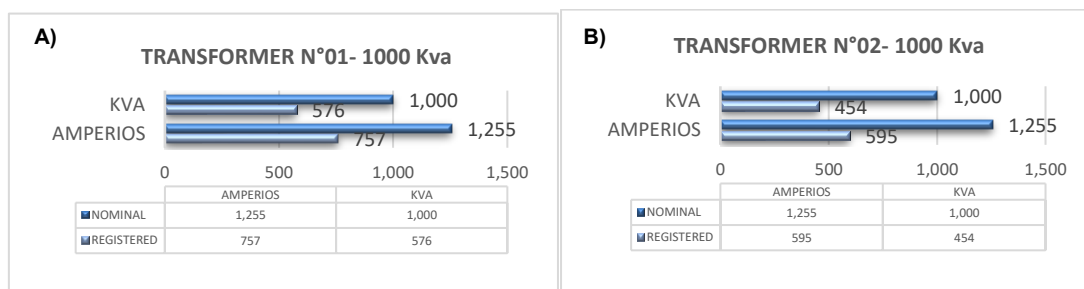 A)
TRANSFORMER N°01- 1000 Kva
KVA
1,000
576
AMPERIOS
1,255
757
0 500 1,000 1,500
AMPERIOS KVA
NOMINAL 1,255 1,000
REGISTERED 757 576
B)
TRANSFORMER N°02- 1000 Kva
KVA
1,000
454
AMPERIOS
1,255
595
0 500 1,000 1,500
AMPERIOS KVA
NOMINAL 1,255 1,000
REGISTERED 595 454